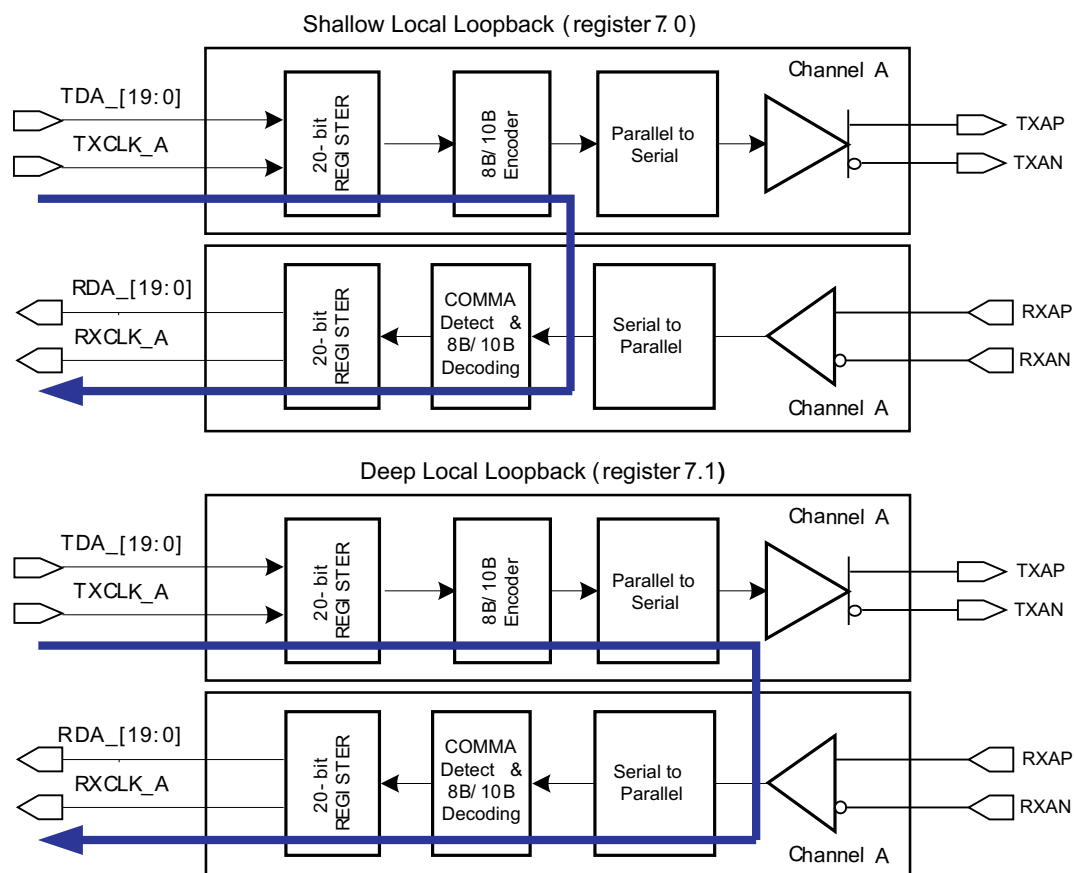 Shallow Local Loopback (register 7.0)
Channel A
TDA_[19:0]
TXCLK_A
20-bit
REGISTER
8B/10B
Encoder
Parallel to
Serial
TXAP
TXAN
RDA_[19:0]
RXCLK_A
20-bit
REGISTER
COMMA
Detect &
8B/10B
Decoding
Serial to
Parallel
RXAP
RXAN
Channel A
Deep Local Loopback (register 7.1)
Channel A
TDA_[19:0]
TXCLK_A
20-bit
REGISTER
8B/10B
Encoder
Parallel to
Serial
TXAP
TXAN
RDA_[19:0]
RXCLK_A
20-bit
REGISTER
COMMA
Detect &
8B/10B
Decoding
Serial to
Parallel
RXAP
RXAN
Channel A